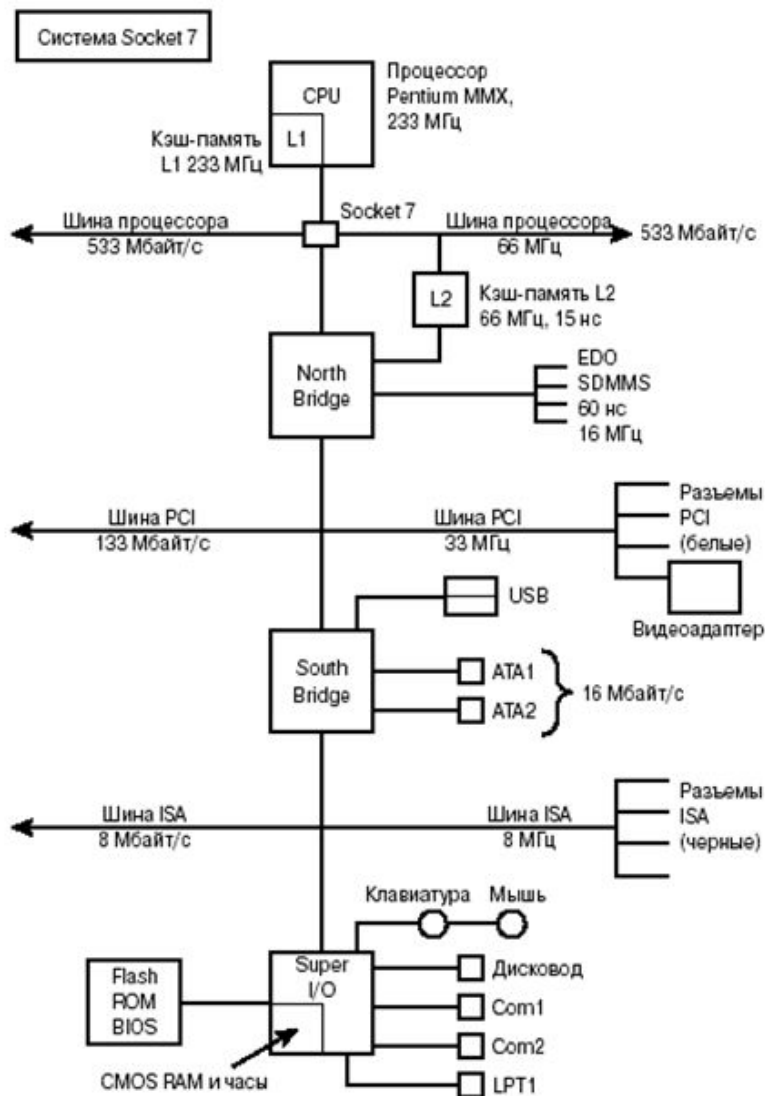 Система Socket 7
CPU
L1
Процессор
Pentium MMX,
233 МГц
Кэш-память
L1 233 МГц
Socket 7
Шина процессора
533 Мбайт/с
Шина процессора
66 МГц
533 Мбайт/с
L2
Кэш-память L2
66 МГц, 15 нс
North
Bridge
EDO
SDMMS
60 нс
16 МГц
Шина PCI
133 Мбайт/с
Шина PCI
33 МГц
Разъемы
PCI
(белые)
Видеоадаптер
USB
South
Bridge
ATA1
ATA2
16 Мбайт/с
Шина ISA
8 Мбайт/с
Шина ISA
8 МГц
Разъемы
ISA
(черные)
Клавиатура
Мышь
Flash
ROM
BIOS
Super
I/O
Дисковод
Com1
Com2
LPT1
CMOS RAM и часы